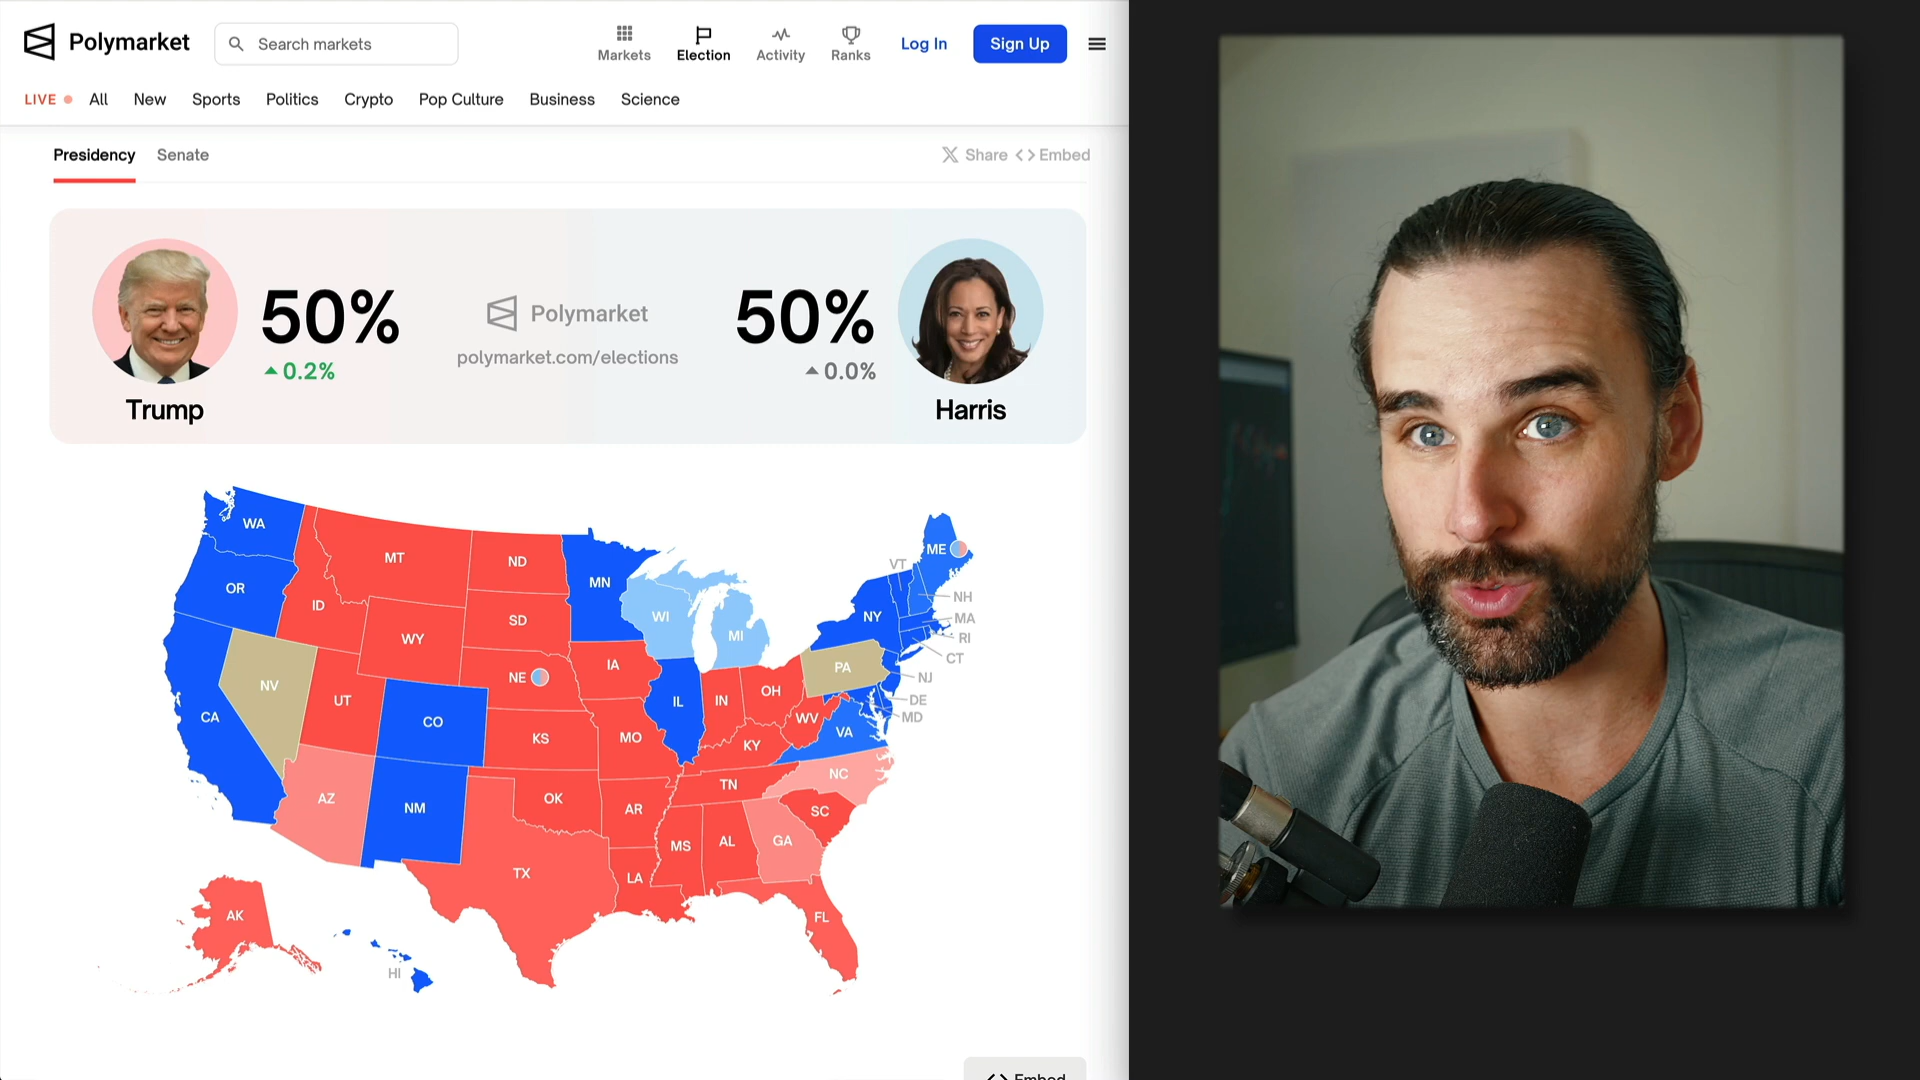 Polymarket
Search markets
Markets
Election
Activity
Ranks
Log In
Sign Up
LIVE
All
New
Sports
Politics
Crypto
Pop Culture
Business
Science
Presidency
Senate
Share
<> Embed
50%
0.2%
Trump
Polymarket
polymarket.com/elections
50%
0.0%
Harris
WA
OR
CA
NV
ID
MT
WY
UT
AZ
CO
NM
ND
SD
NE
KS
OK
TX
MN
IA
MO
AR
LA
WI
IL
MI
IN
OH
KY
TN
MS
AL
GA
FL
SC
NC
VA
WV
PA
NY
VT
ME
NH
MA
RI
CT
NJ
DE
MD
AK
HI
<> Embed